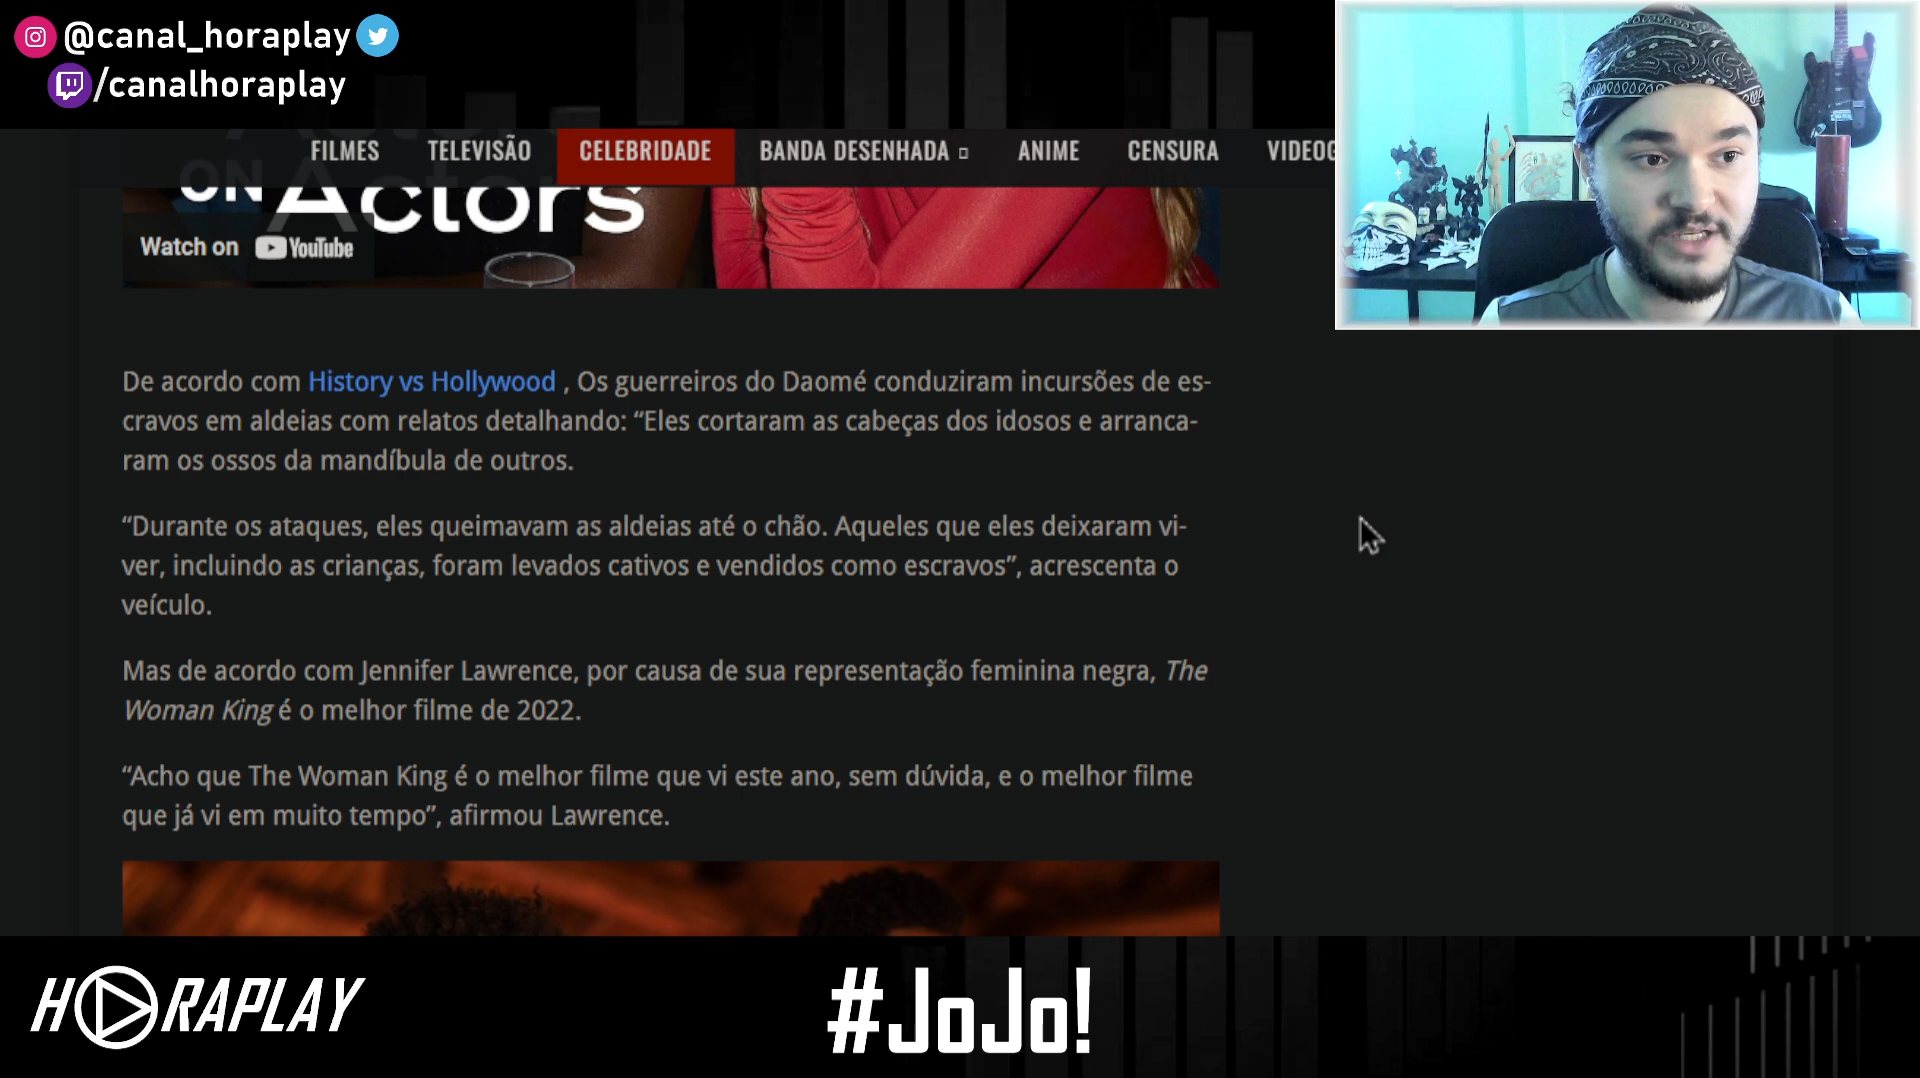 @canal_horaplay
/canalhoraplay
FILMES TELEVISÃO CELEBRIDADE BANDA DESENHADA ANIME CENSURA VIDEOG
ON Actors
Watch on YouTube
De acordo com History vs Hollywood , Os guerreiros do Daomé conduziram incursões de es-
cravos em aldeias com relatos detalhando: “Eles cortaram as cabeças dos idosos e arranca-
ram os ossos da mandíbula de outros.
“Durante os ataques, eles queimavam as aldeias até o chão. Aqueles que eles deixaram vi-
ver, incluindo as crianças, foram levados cativos e vendidos como escravos”, acrescenta o
veículo.
Mas de acordo com Jennifer Lawrence, por causa de sua representação feminina negra, The
Woman King é o melhor filme de 2022.
“Acho que The Woman King é o melhor filme que vi este ano, sem dúvida, e o melhor filme
que já vi em muito tempo”, afirmou Lawrence.
HORAPLAY
#JoJo!